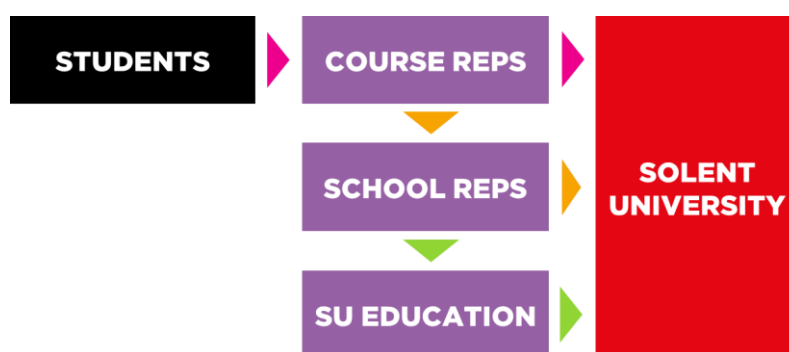 STUDENTS
COURSE REPS
SCHOOL REPS
SOLENT
UNIVERSITY
SU EDUCATION